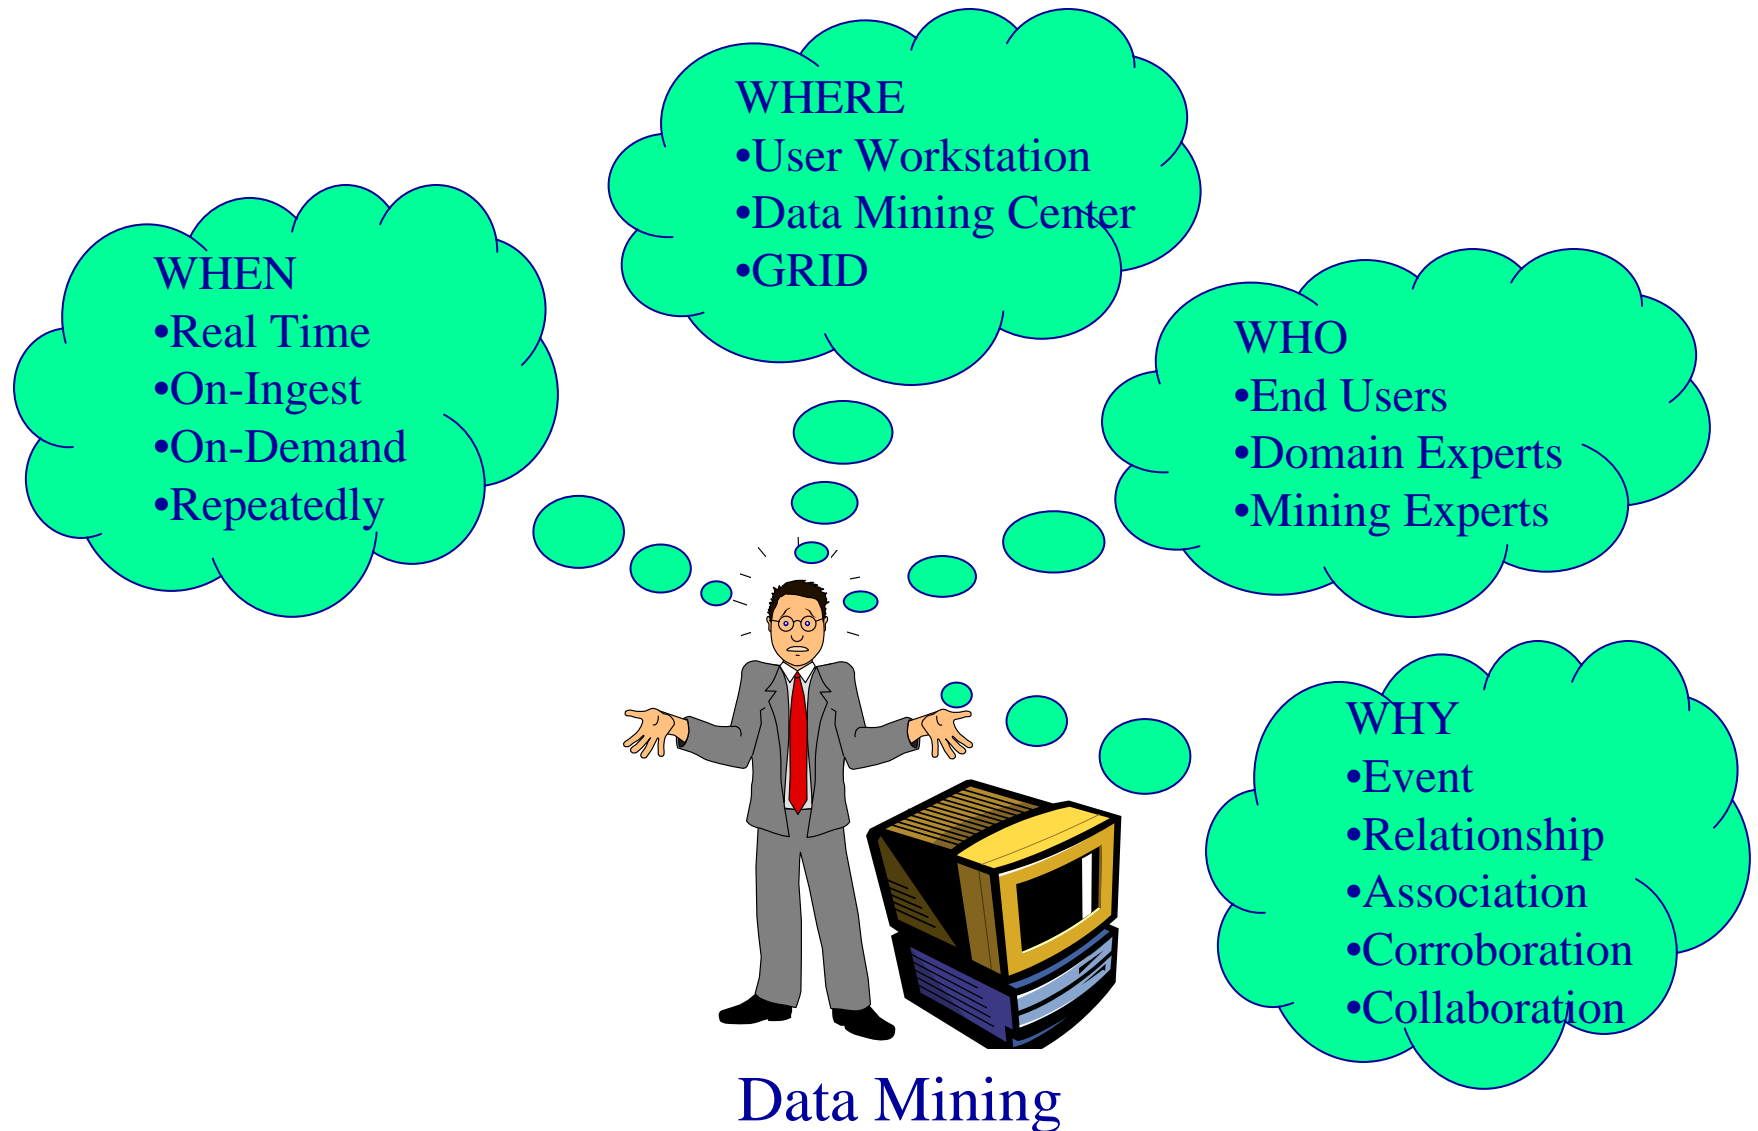 WHERE
•User Workstation
•Data Mining Center
•GRID
WHEN
•Real Time
•On-Ingest
•On-Demand
•Repeatedly
WHO
•End Users
•Domain Experts
•Mining Experts
WHY
•Event
•Relationship
•Association
•Corroboration
•Collaboration
Data Mining